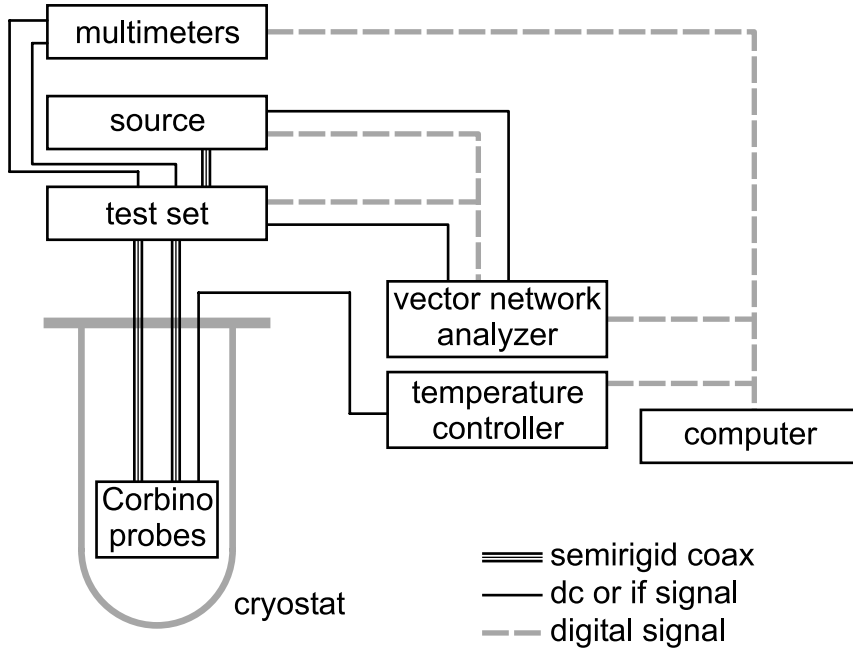 multimeters
source
test set
vector network
analyzer
temperature
controller
computer
Corbino
probes
cryostat
semirigid coax
dc or if signal
digital signal